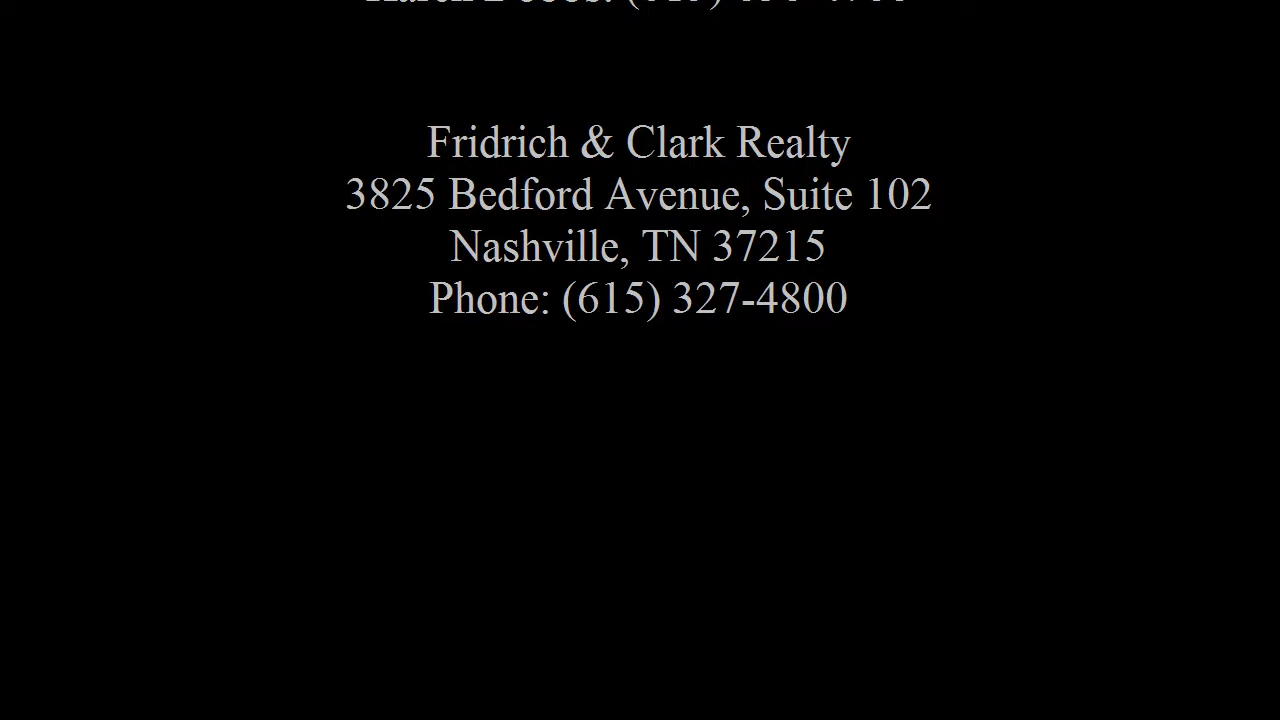 Fridrich & Clark Realty
3825 Bedford Avenue, Suite 102
Nashville, TN 37215
Phone: (615) 327-4800